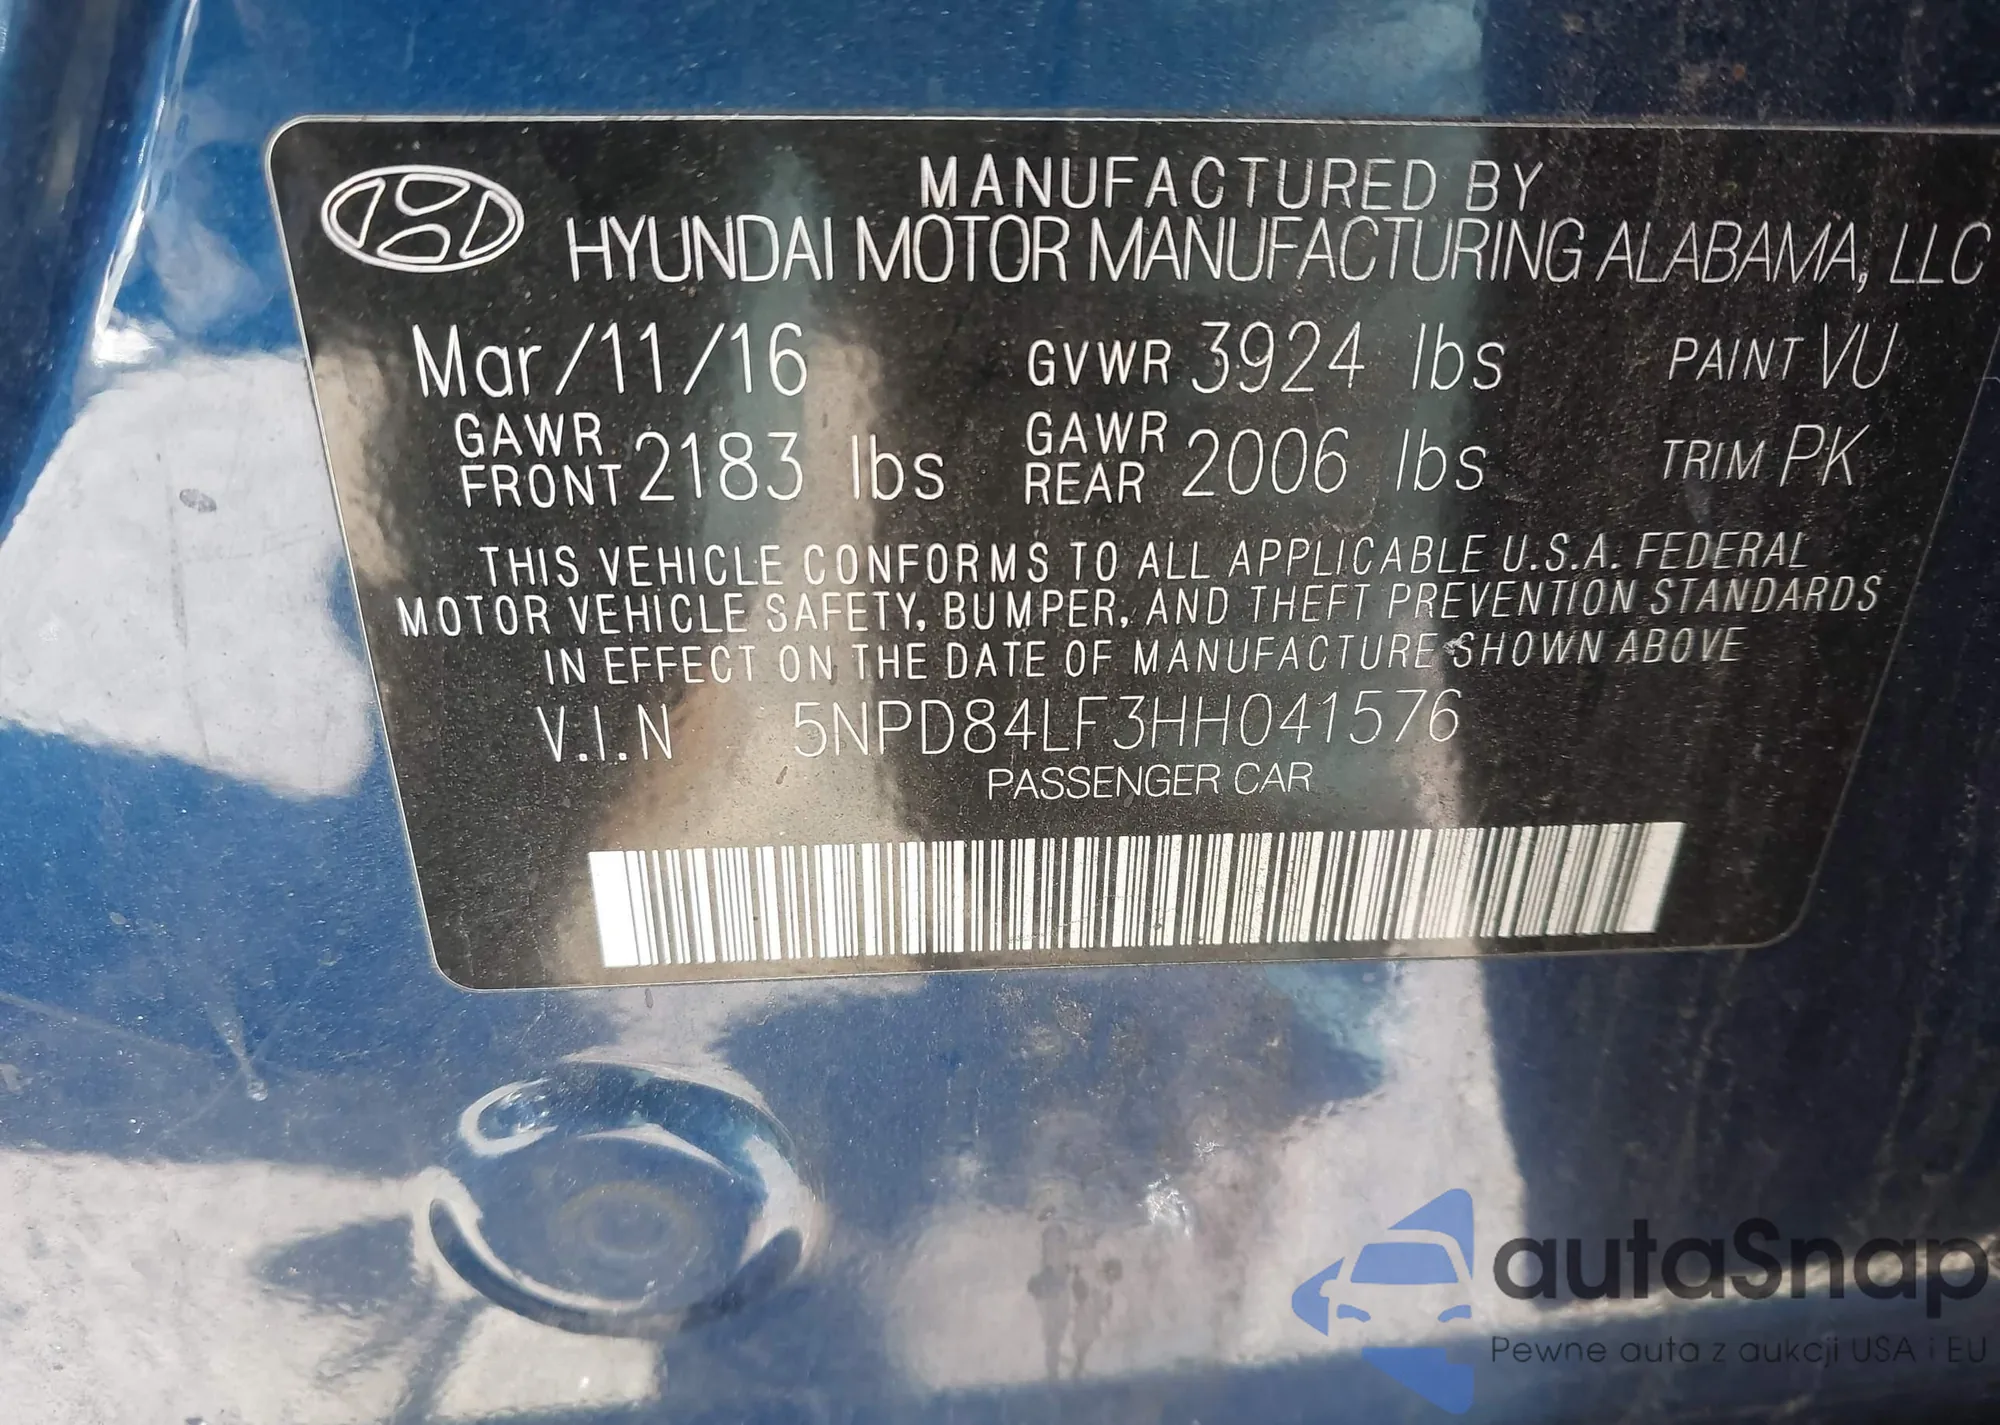 MANUFACTURED BY
HYUNDAI MOTOR MANUFACTURING ALABAMA, LLC
Mar/11/16 GVWR 3924 lbs PAINT VU
GAWR FRONT 2183 lbs GAWR REAR 2006 lbs TRIM PK
THIS VEHICLE CONFORMS TO ALL APPLICABLE U.S.A. FEDERAL
MOTOR VEHICLE SAFETY, BUMPER, AND THEFT PREVENTION STANDARDS
IN EFFECT ON THE DATE OF MANUFACTURE SHOWN ABOVE
V.I.N 5NPD84LF3HH041576
PASSENGER CAR
autaSnap
Pewne auta z aukcji USA i EU